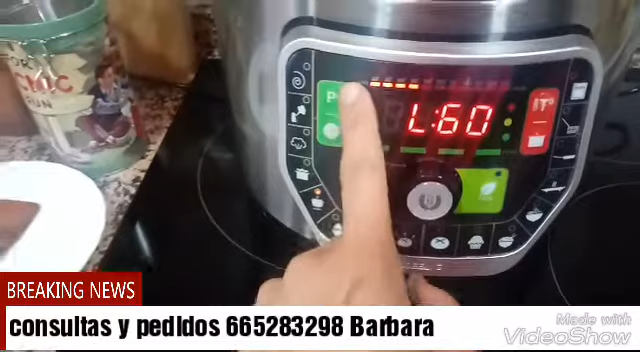 L:60
BREAKING NEWS
consultas y pedidos 665283298 Barbara
Made with
VideoShow